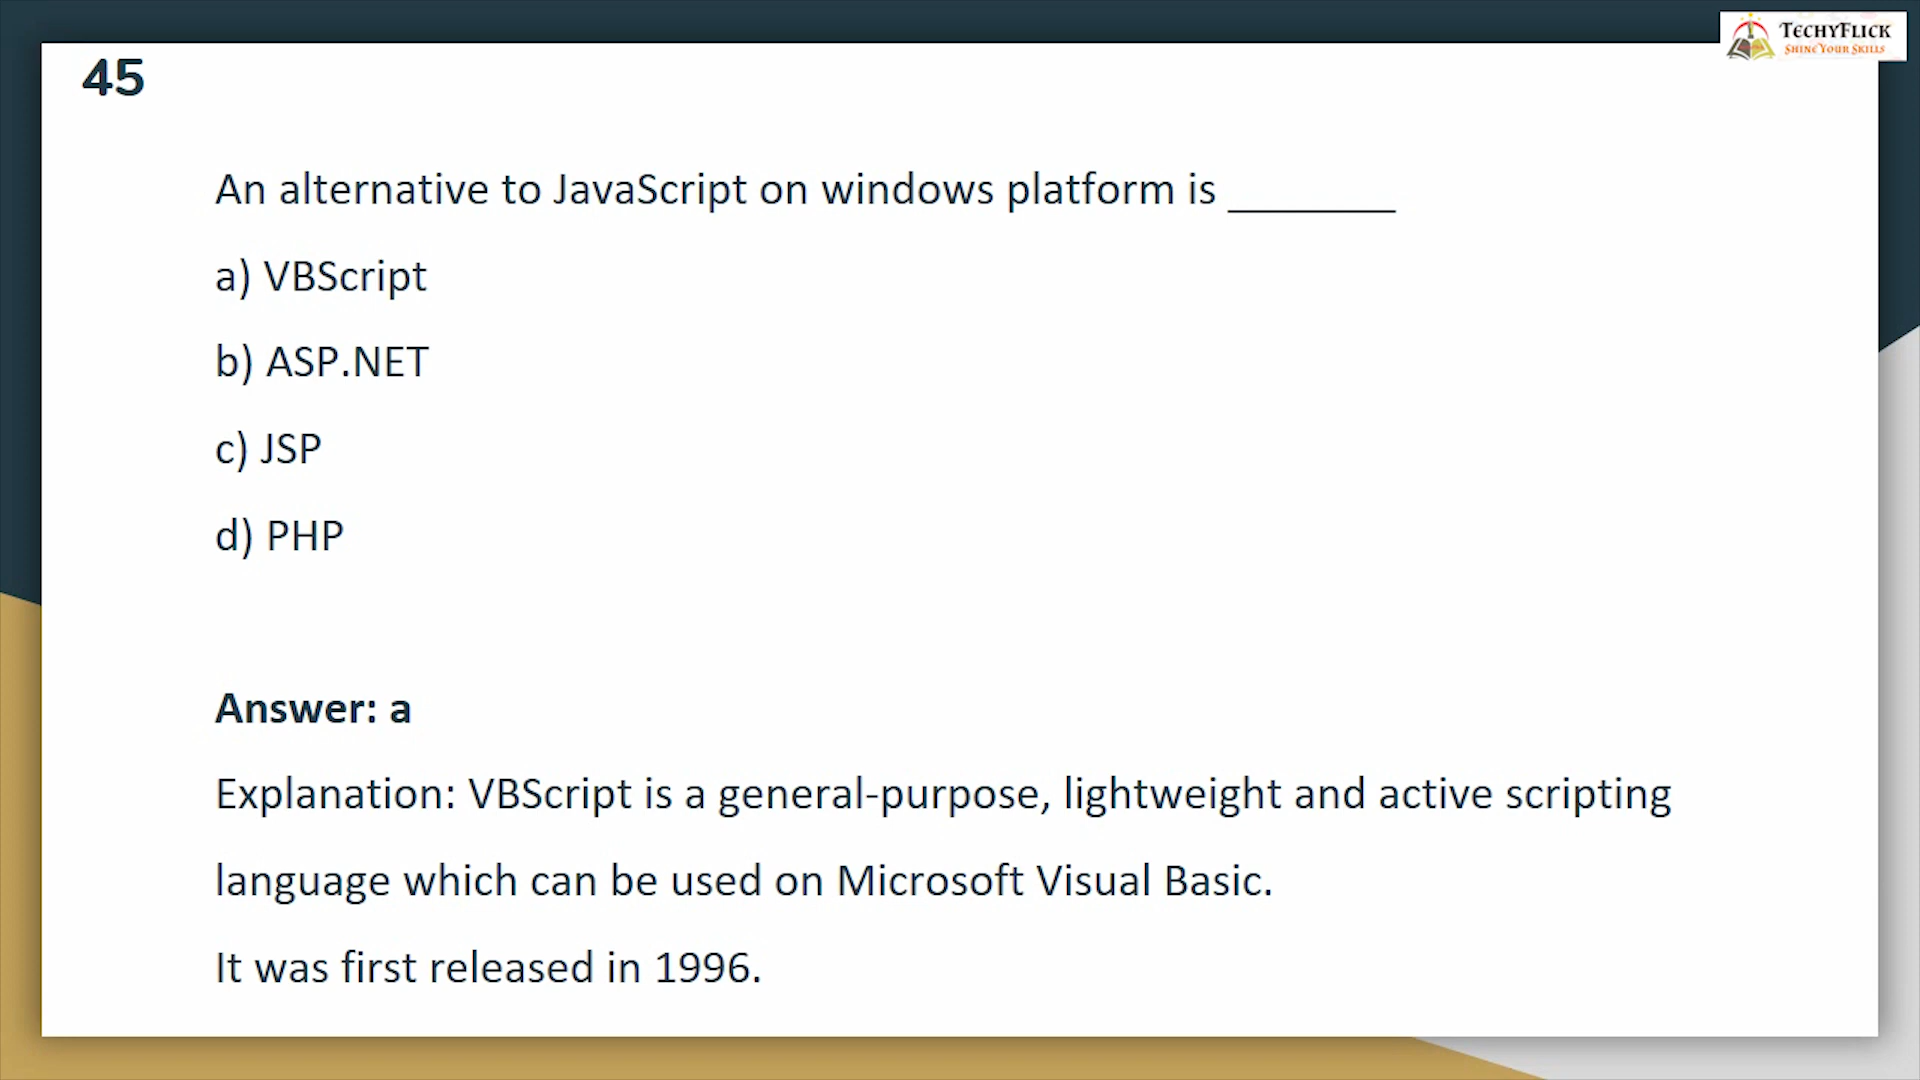 TECHYFLICK
SHINE YOUR SKILLS
45
An alternative to JavaScript on windows platform is ________
a) VBScript
b) ASP.NET
c) JSP
d) PHP
Answer: a
Explanation: VBScript is a general-purpose, lightweight and active scripting
language which can be used on Microsoft Visual Basic.
It was first released in 1996.